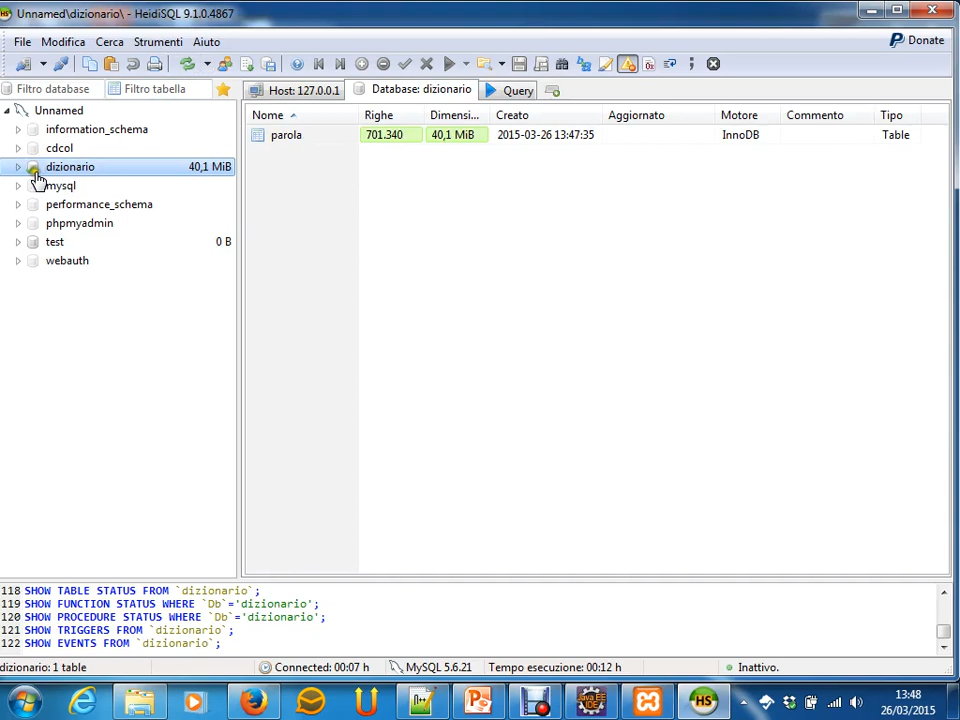 Unnamed\dizionario\ - HeidiSQL 9.1.0.4867
File Modifica Cerca Strumenti Aiuto
Donate
Filtro database Filtro tabella
Host: 127.0.0.1 Database: dizionario Query
Unnamed
information_schema
cdcol
dizionario 40,1 MiB
mysql
performance_schema
phpmyadmin
test 0 B
webauth
Nome Righe Dimensi... Creato Aggiornato Motore Commento Tipo
parola 701.340 40,1 MiB 2015-03-26 13:47:35 InnoDB Table
118 SHOW TABLE STATUS FROM `dizionario`;
119 SHOW FUNCTION STATUS WHERE `Db`='dizionario';
120 SHOW PROCEDURE STATUS WHERE `Db`='dizionario';
121 SHOW TRIGGERS FROM `dizionario`;
122 SHOW EVENTS FROM `dizionario`;
dizionario: 1 table Connected: 00:07 h MySQL 5.6.21 Tempo esecuzione: 00:12 h Inattivo.
13:48
26/03/2015